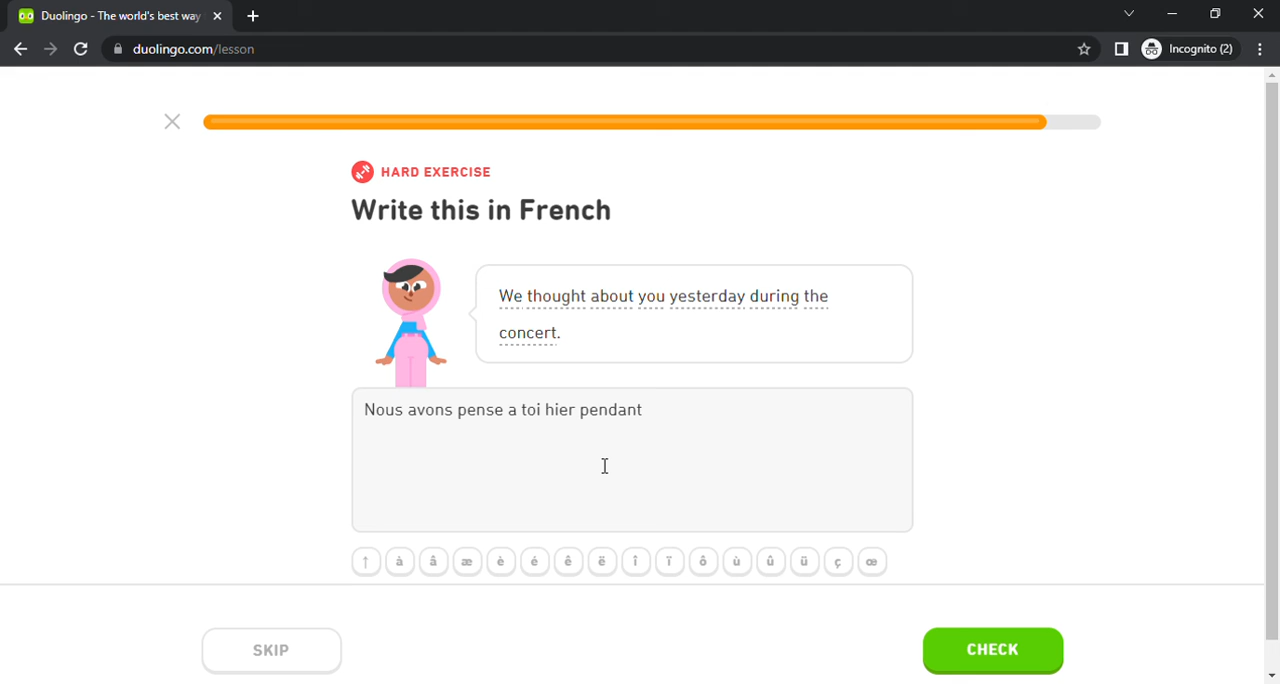 Duolingo - The world's best way
duolingo.com/lesson
Incognito (2)
HARD EXERCISE
Write this in French
We thought about you yesterday during the
concert.
Nous avons pense a toi hier pendant
↑ à â æ è é ê ë î ï ô ù û ü ç œ
SKIP
CHECK